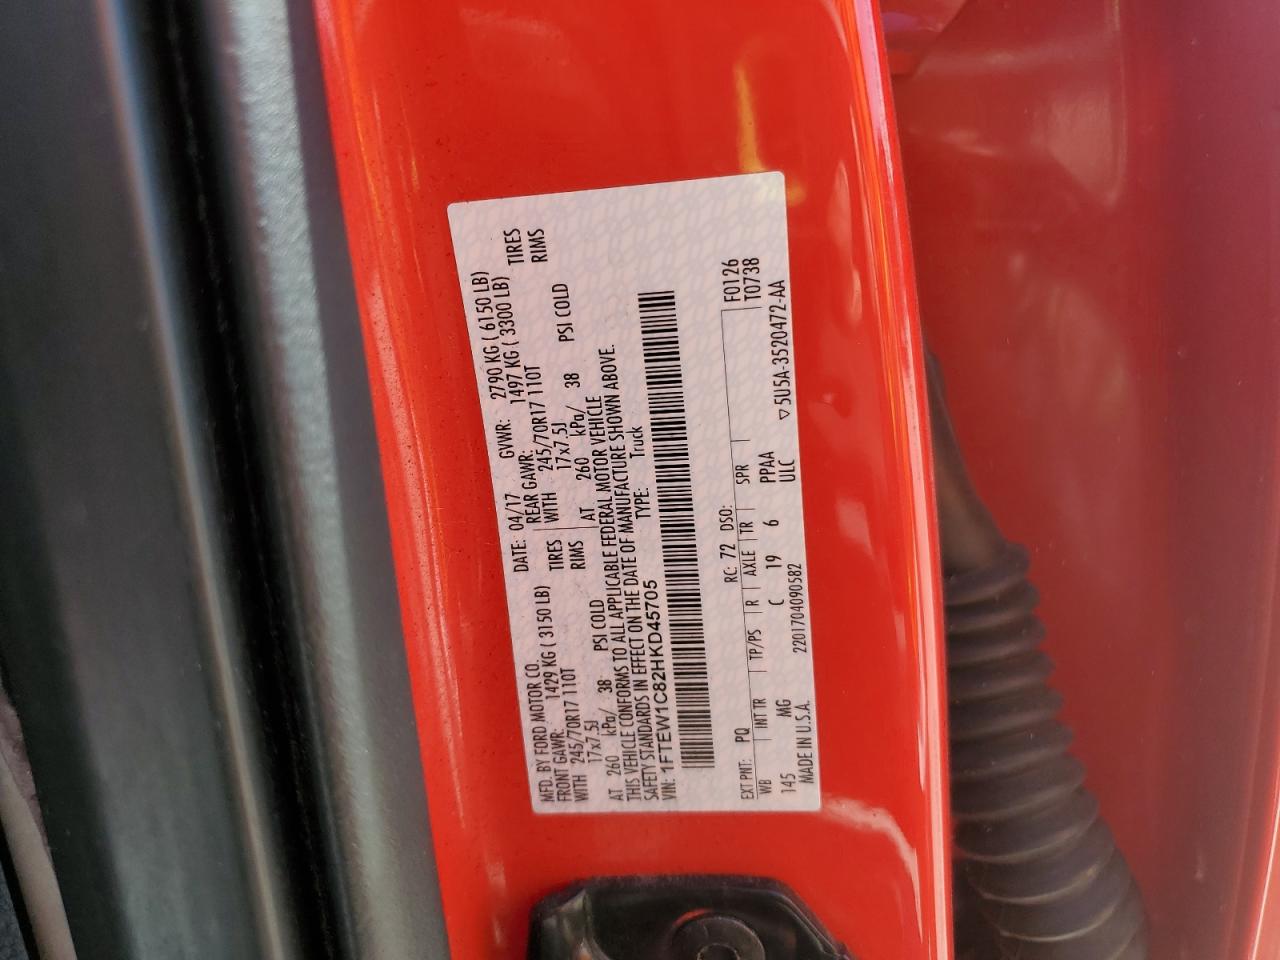 MFD. BY FORD MOTOR CO. DATE: 04/17 GVWR: 2790 KG ( 6150 LB)
FRONT GAWR: 1429 KG ( 3150 LB) REAR GAWR: 1497 KG ( 3300 LB)
WITH 245/70R17 110T TIRES WITH 245/70R17 110T TIRES
17x7.5J RIMS 17x7.5J RIMS
AT 260 kPa/ 38 PSI COLD AT 260 kPa/ 38 PSI COLD
THIS VEHICLE CONFORMS TO ALL APPLICABLE FEDERAL MOTOR VEHICLE
SAFETY STANDARDS IN EFFECT ON THE DATE OF MANUFACTURE SHOWN ABOVE.
VIN: 1FTEW1C82HKD45705 TYPE: Truck
F0126
T0738
EXT PNT: PQ RC: 72 DSO:
WB INT TR TP/PS R AXLE TR SPR
145 MG C 19 6 PPAA
MADE IN U.S.A. 2201704090582 ULC ▽5U5A-3520472-AA